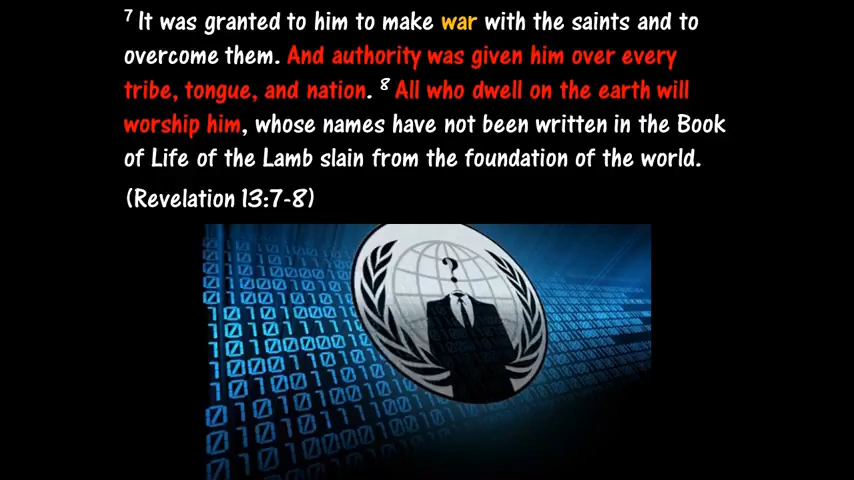 7 It was granted to him to make war with the saints and to
overcome them. And authority was given him over every
tribe, tongue, and nation. 8 All who dwell on the earth will
worship him, whose names have not been written in the Book
of Life of the Lamb slain from the foundation of the world.
(Revelation 13:7-8)
?